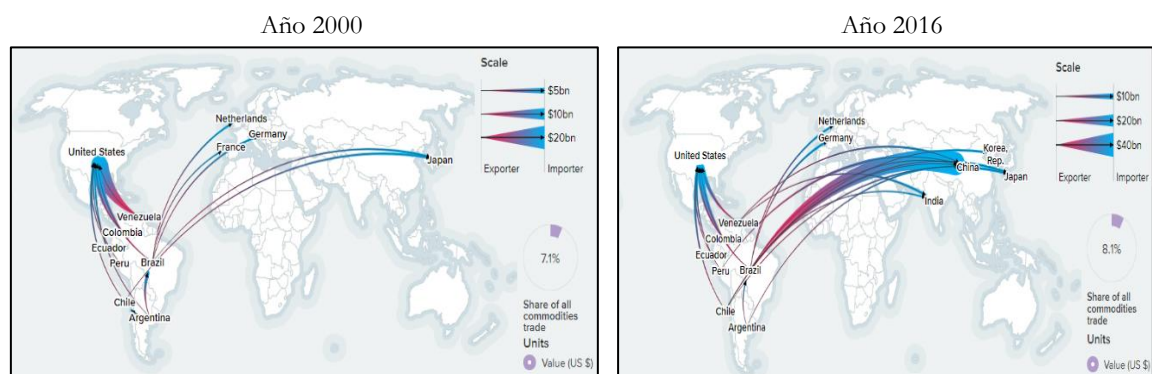 Año 2000
Scale
$5bn
$10bn
$20bn
Exporter
Importer
Netherlands
Germany
France
United States
Japan
Venezuela
Colombia
Ecuador
Peru
Brazil
Chile
Argentina
7.1%
Share of all
commodities
trade
Units
Value (US $)
Año 2016
Scale
$10bn
$20bn
$40bn
Exporter
Importer
Netherlands
Germany
United States
Korea,
Rep.
China
Japan
India
Venezuela
Colombia
Ecuador
Peru
Brazil
Chile
Argentina
8.1%
Share of all
commodities trade
Units
Value (US $)